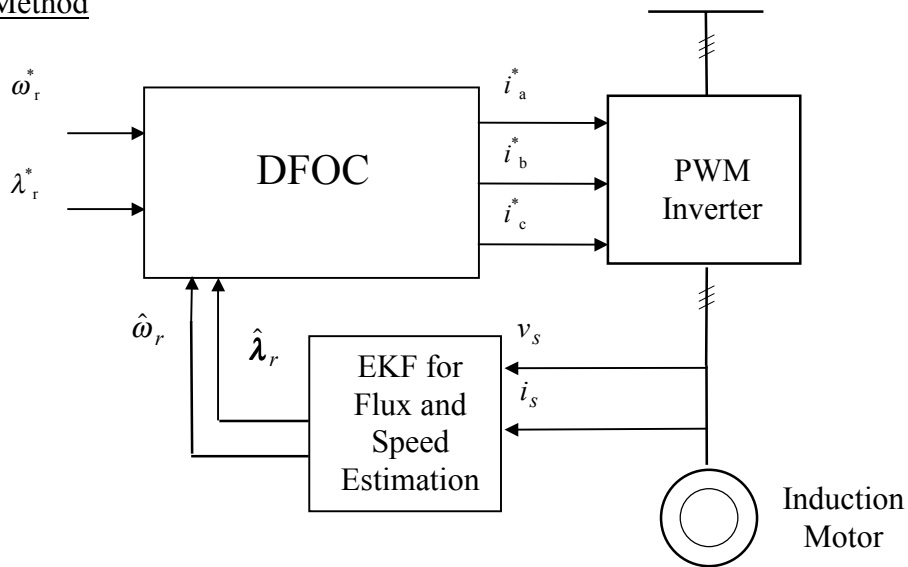 Method
ω*r
λ*r
DFOC
i*a
i*b
i*c
PWM
Inverter
ω̂r
λ̂r
EKF for
Flux and
Speed
Estimation
vs
is
Induction
Motor